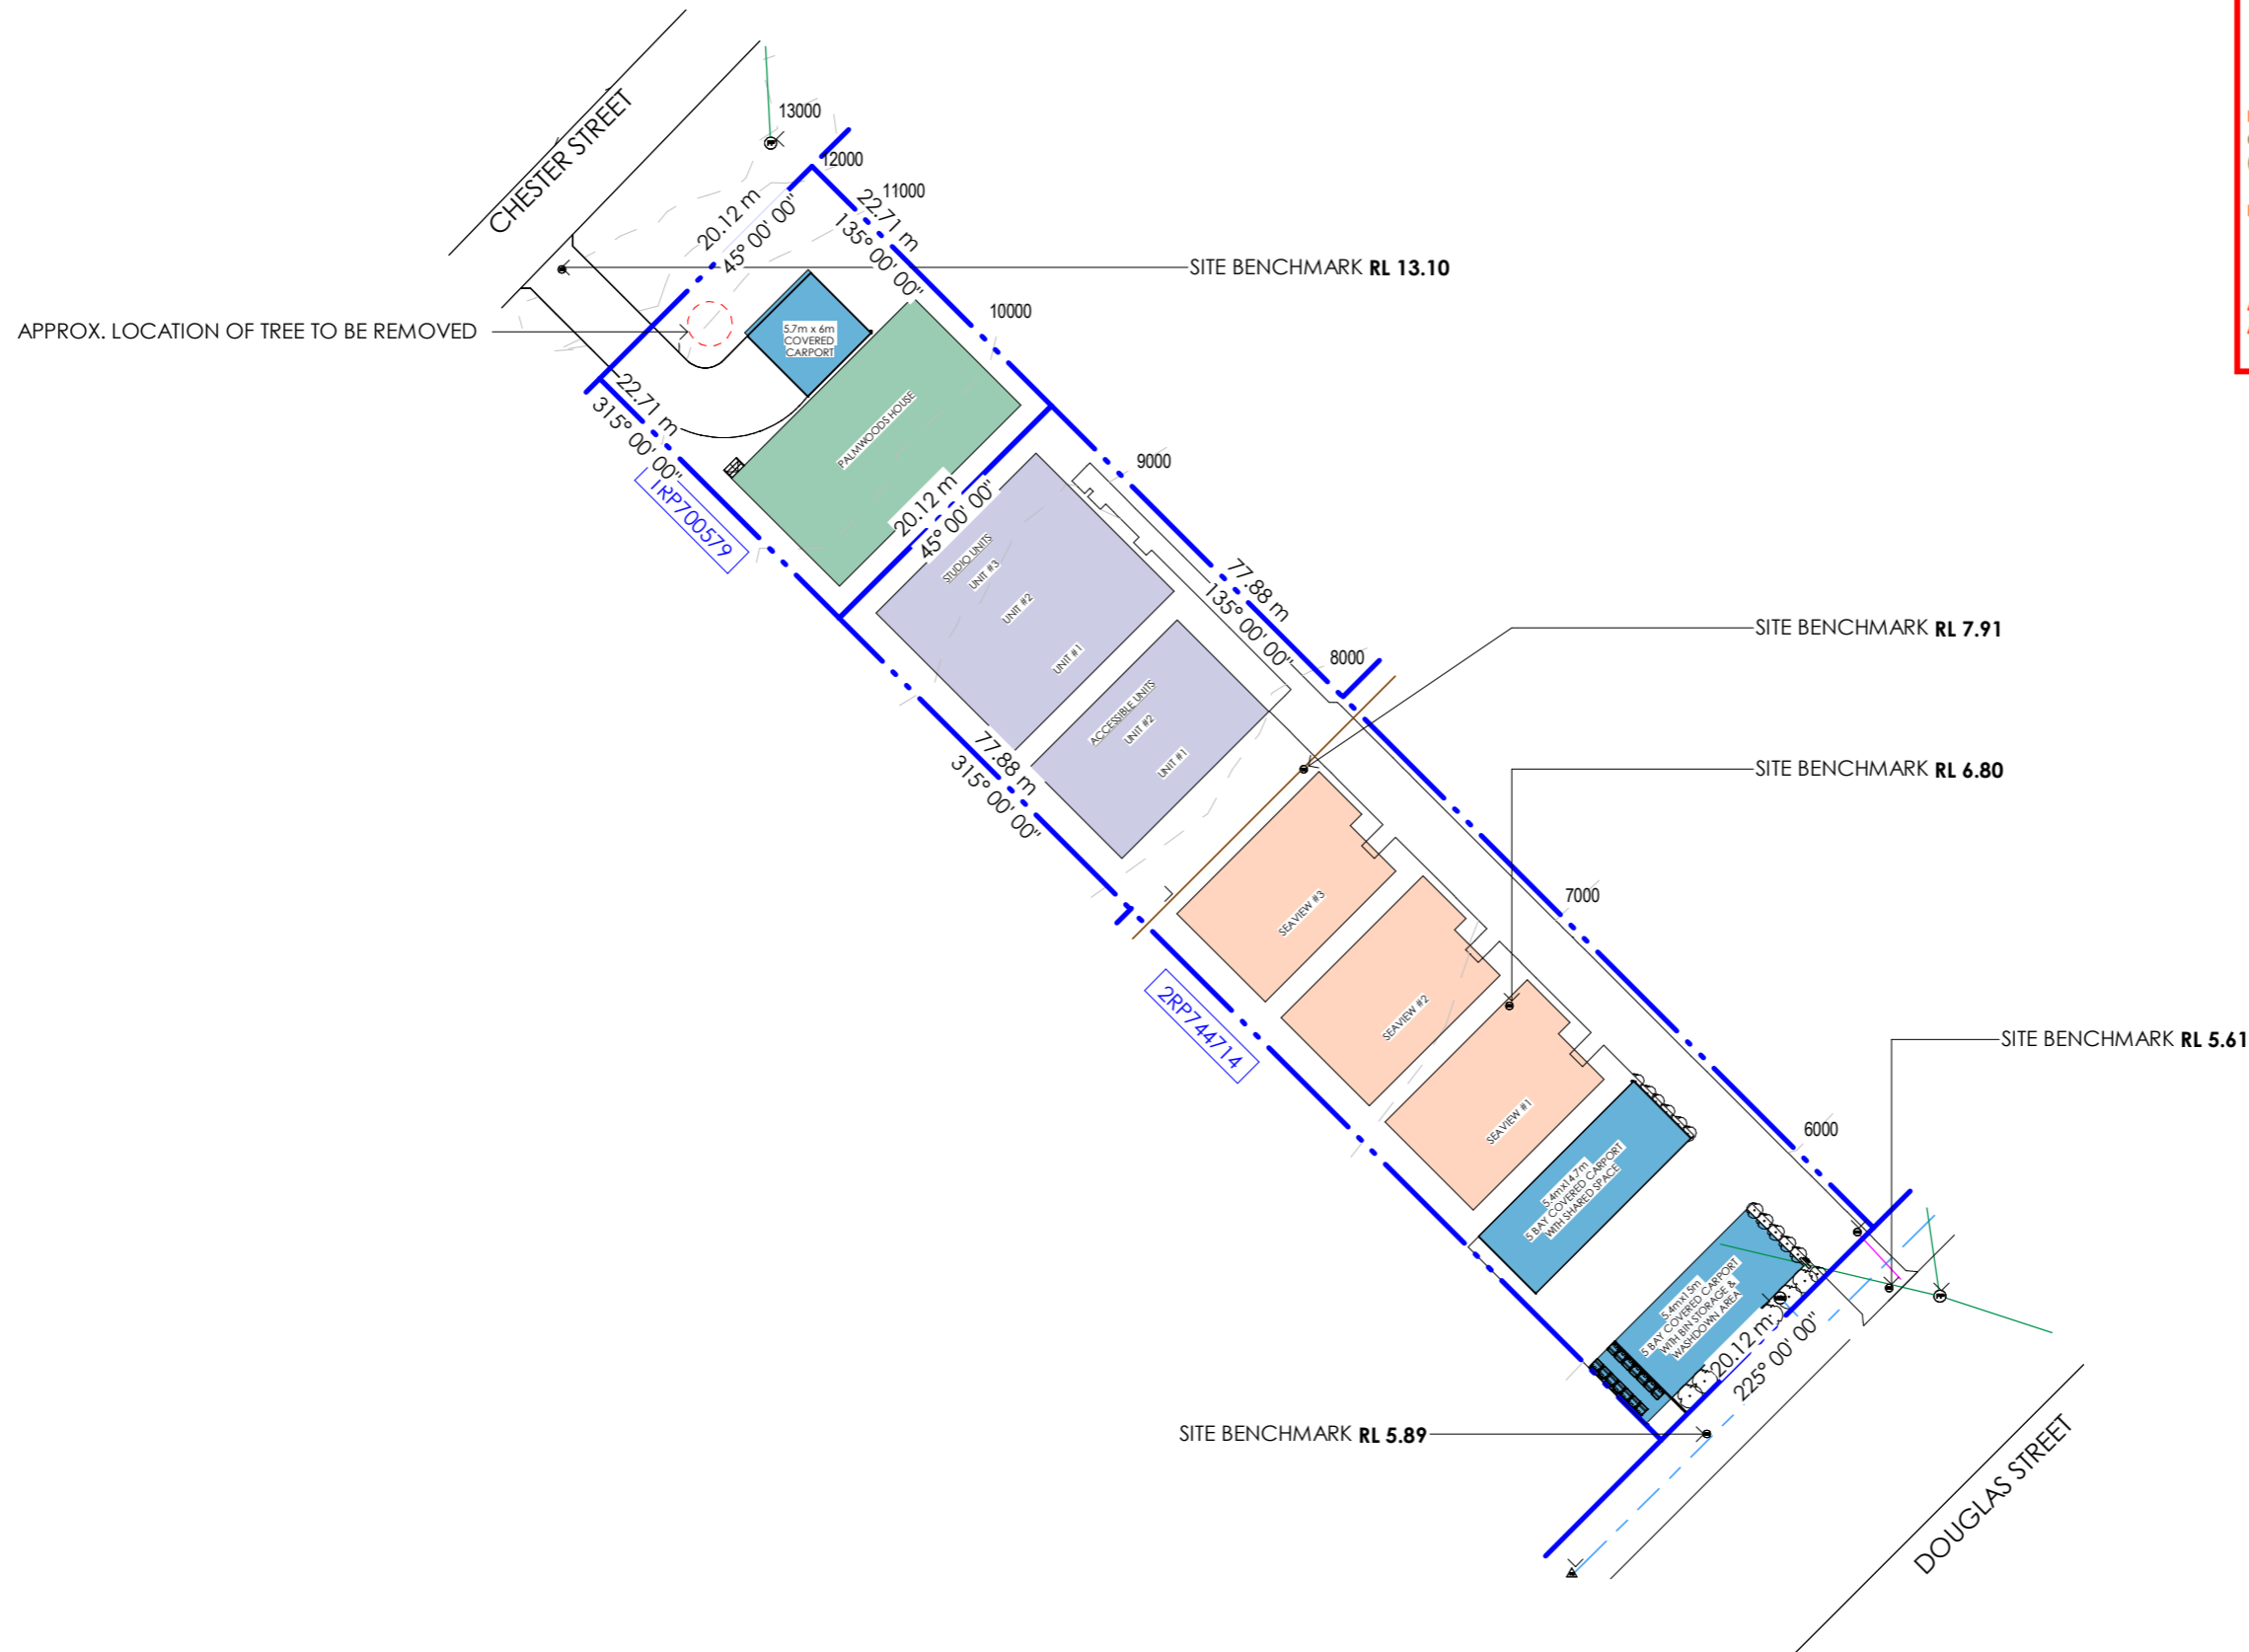 CHESTER STREET
13000
12000
11000
20.12 m
45° 00' 00"
22.71 m
135° 00' 00"
SITE BENCHMARK RL 13.10
10000
APPROX. LOCATION OF TREE TO BE REMOVED
5.7m x 6m
COVERED
CARPORT
22.71 m
315° 00' 00"
PALMWOODS HOUSE
1RP700579
9000
20.12 m
45° 00' 00"
STUDIO UNITS
UNIT #3
UNIT #2
UNIT #1
77.88 m
135° 00' 00"
8000
SITE BENCHMARK RL 7.91
ACCESSIBLE UNITS
UNIT #2
UNIT #1
77.88 m
315° 00' 00"
SITE BENCHMARK RL 6.80
7000
SEAVIEW #3
SEAVIEW #2
SEAVIEW #1
2RP744714
SITE BENCHMARK RL 5.61
6000
5.4mx14.7m
5 BAY COVERED CARPORT
WITH SHARED SPACE
5.4mx15m
5 BAY COVERED CARPORT
WITH BIN STORAGE &
WASHDOWN AREA
20.12 m
225° 00' 00"
SITE BENCHMARK RL 5.89
DOUGLAS STREET